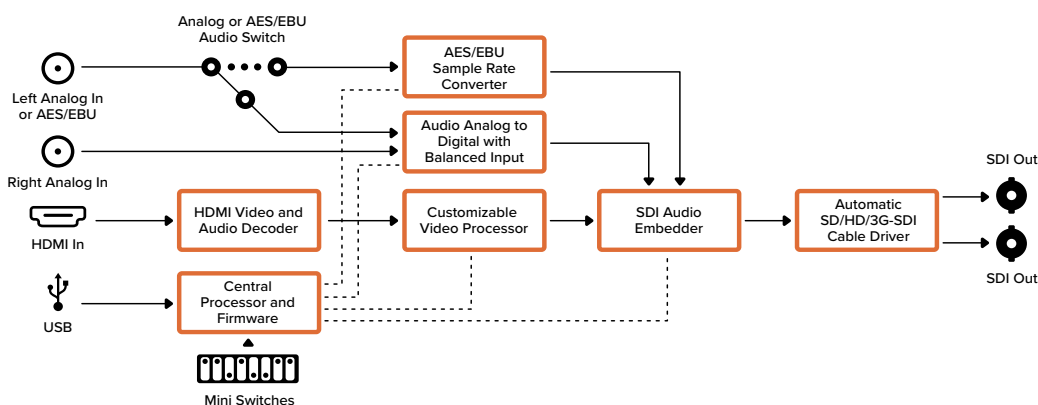 Analog or AES/EBU
Audio Switch
Left Analog In
or AES/EBU
AES/EBU
Sample Rate
Converter
Audio Analog to
Digital with
Balanced Input
Right Analog In
HDMI In
HDMI Video and
Audio Decoder
Customizable
Video Processor
SDI Audio
Embedder
Automatic
SD/HD/3G-SDI
Cable Driver
SDI Out
SDI Out
USB
Central
Processor and
Firmware
Mini Switches